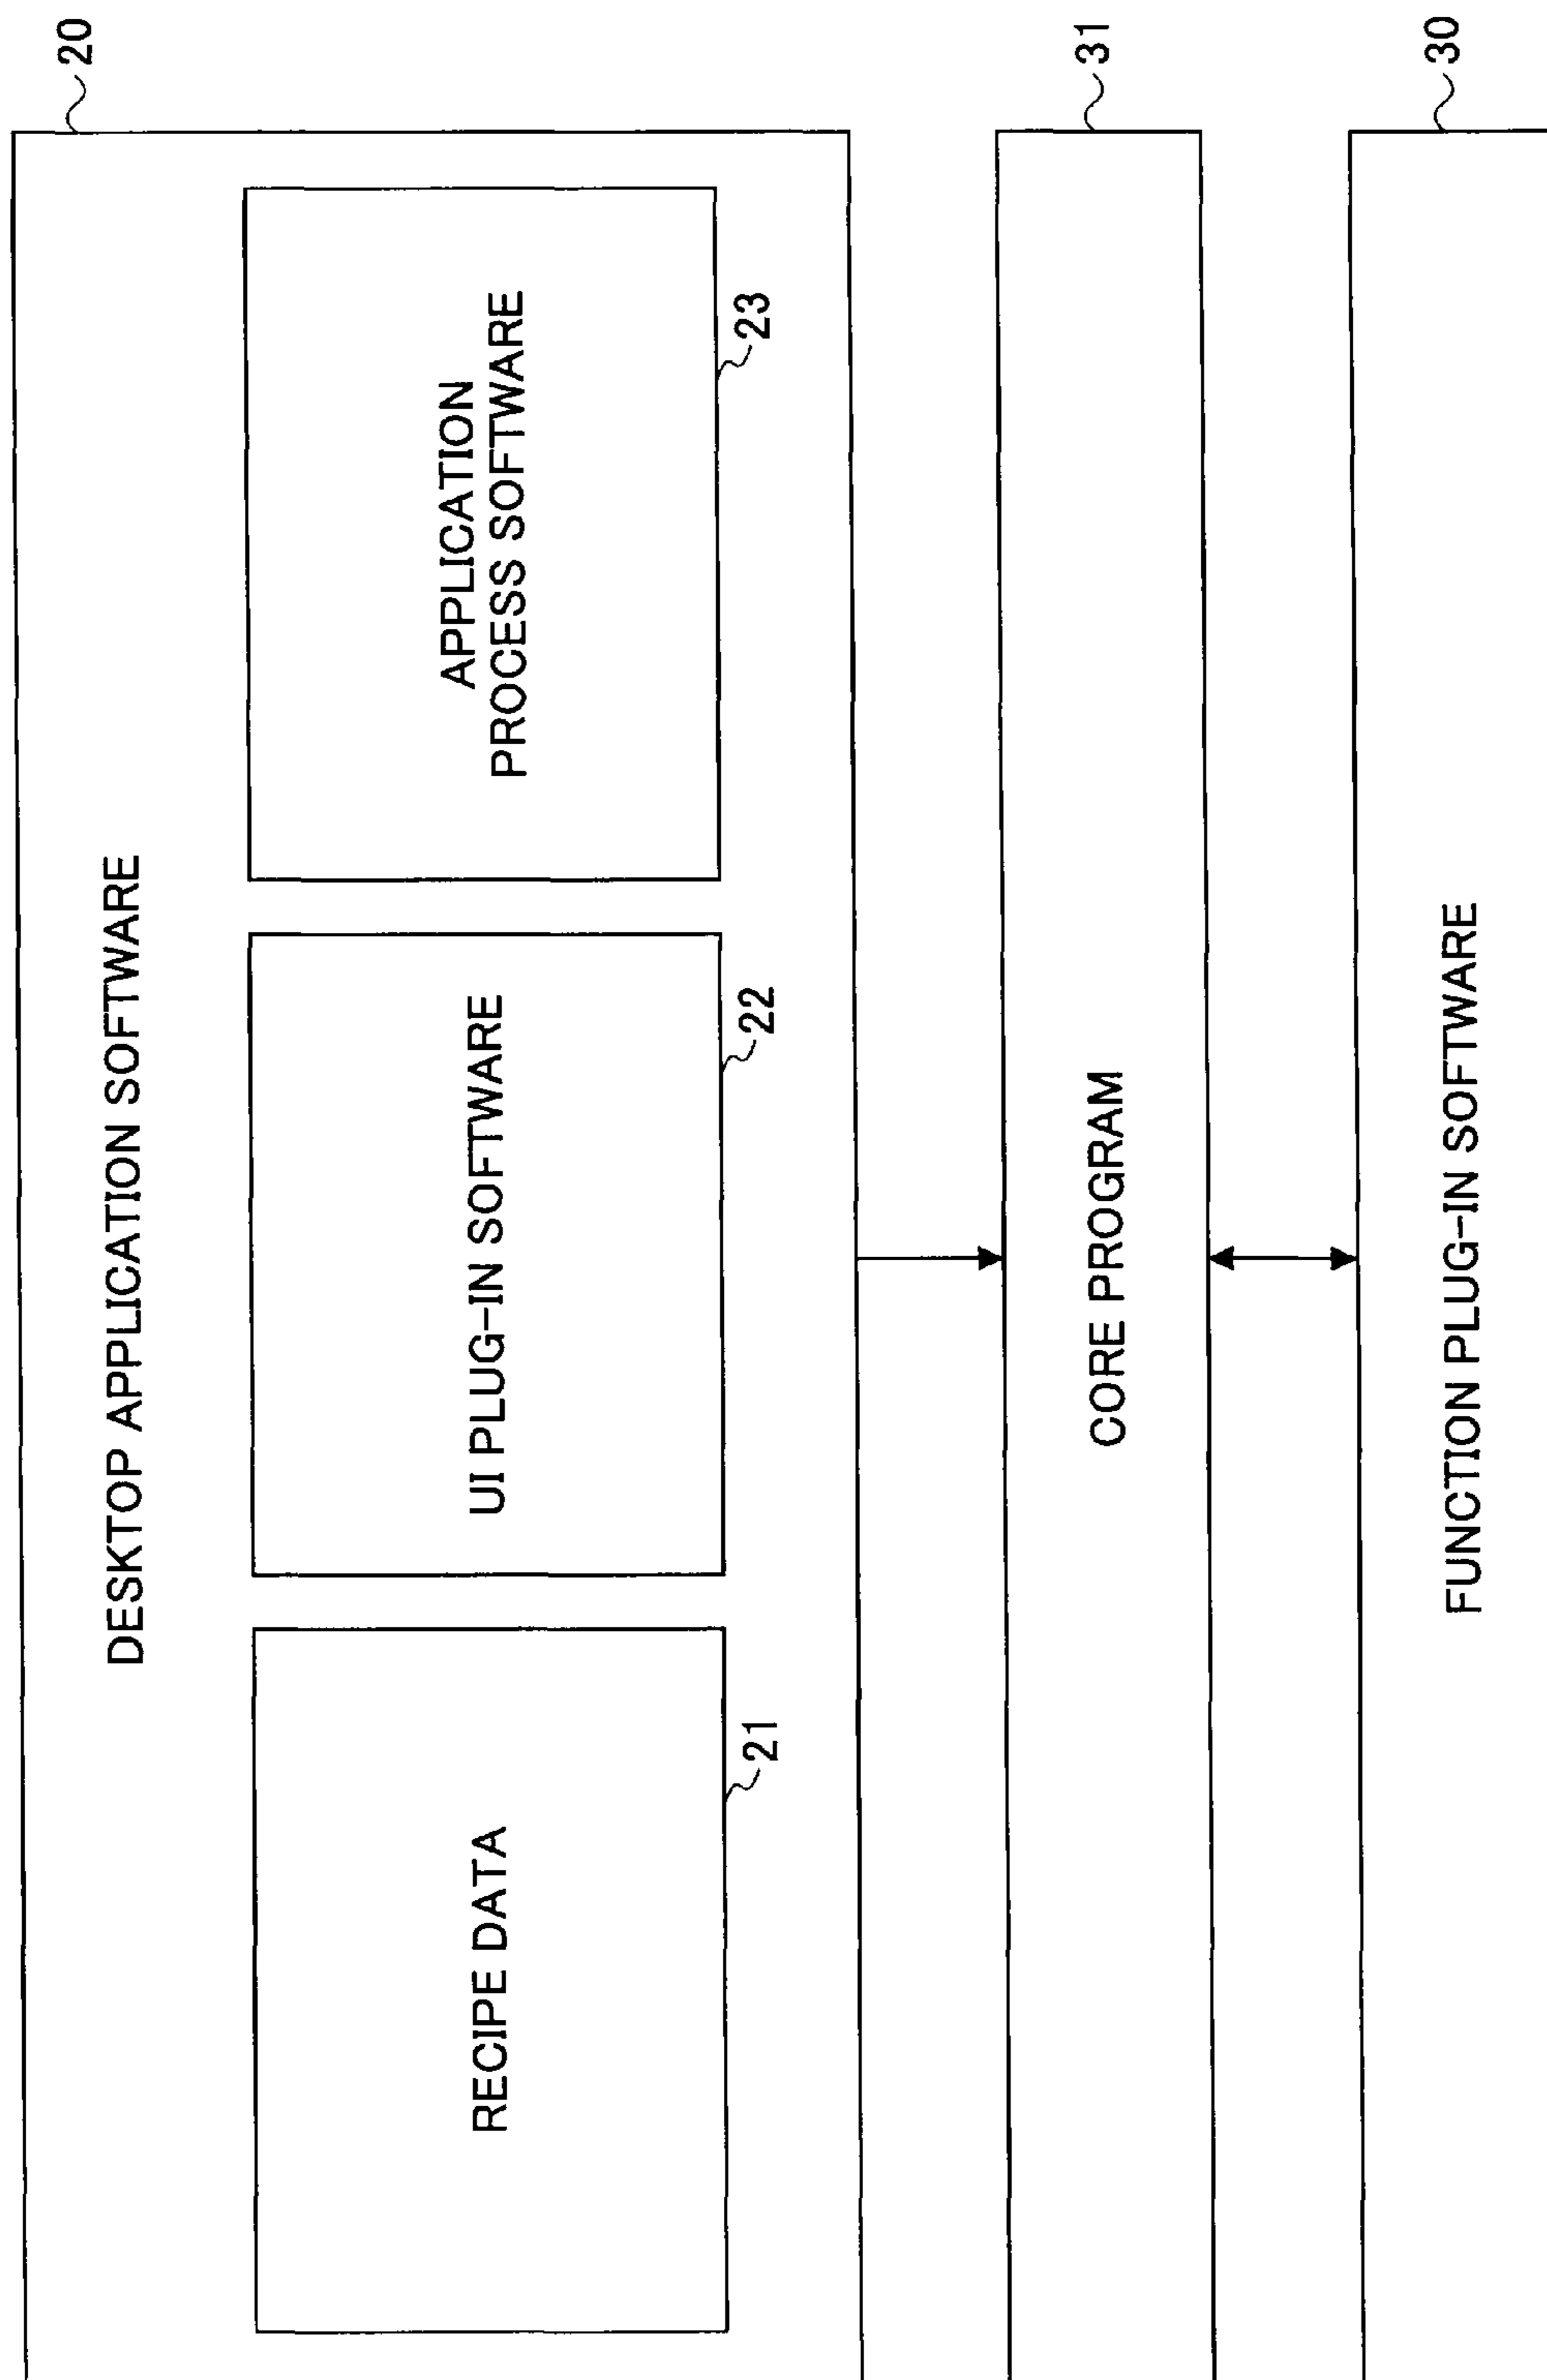 20
DESKTOP APPLICATION SOFTWARE
RECIPE DATA
21
UI PLUG-IN SOFTWARE
22
APPLICATION
PROCESS SOFTWARE
23
31
CORE PROGRAM
30
FUNCTION PLUG-IN SOFTWARE